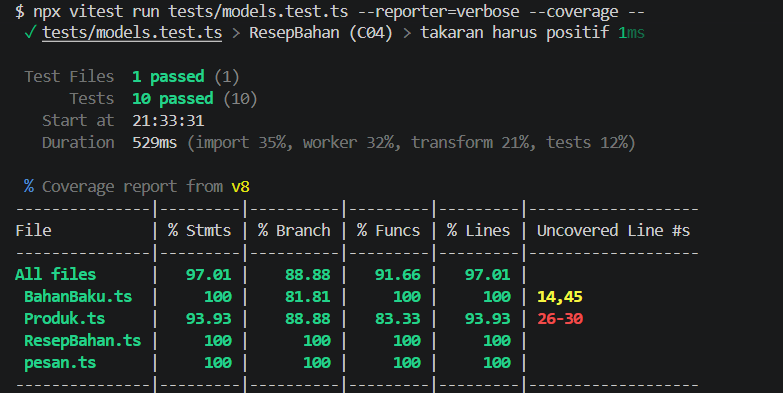 $ npx vitest run tests/models.test.ts --reporter=verbose --coverage --
✓ tests/models.test.ts > ResepBahan (C04) > takaran harus positif 1ms
Test Files 1 passed (1)
Tests 10 passed (10)
Start at 21:33:31
Duration 529ms (import 35%, worker 32%, transform 21%, tests 12%)
% Coverage report from v8
---------------|---------|----------|---------|---------|-------------------
File | % Stmts | % Branch | % Funcs | % Lines | Uncovered Line #s
---------------|---------|----------|---------|---------|-------------------
All files | 97.01 | 88.88 | 91.66 | 97.01 |
BahanBaku.ts | 100 | 81.81 | 100 | 100 | 14,45
Produk.ts | 93.93 | 88.88 | 83.33 | 93.93 | 26-30
ResepBahan.ts | 100 | 100 | 100 | 100 |
pesan.ts | 100 | 100 | 100 | 100 |
---------------|---------|----------|---------|---------|-------------------